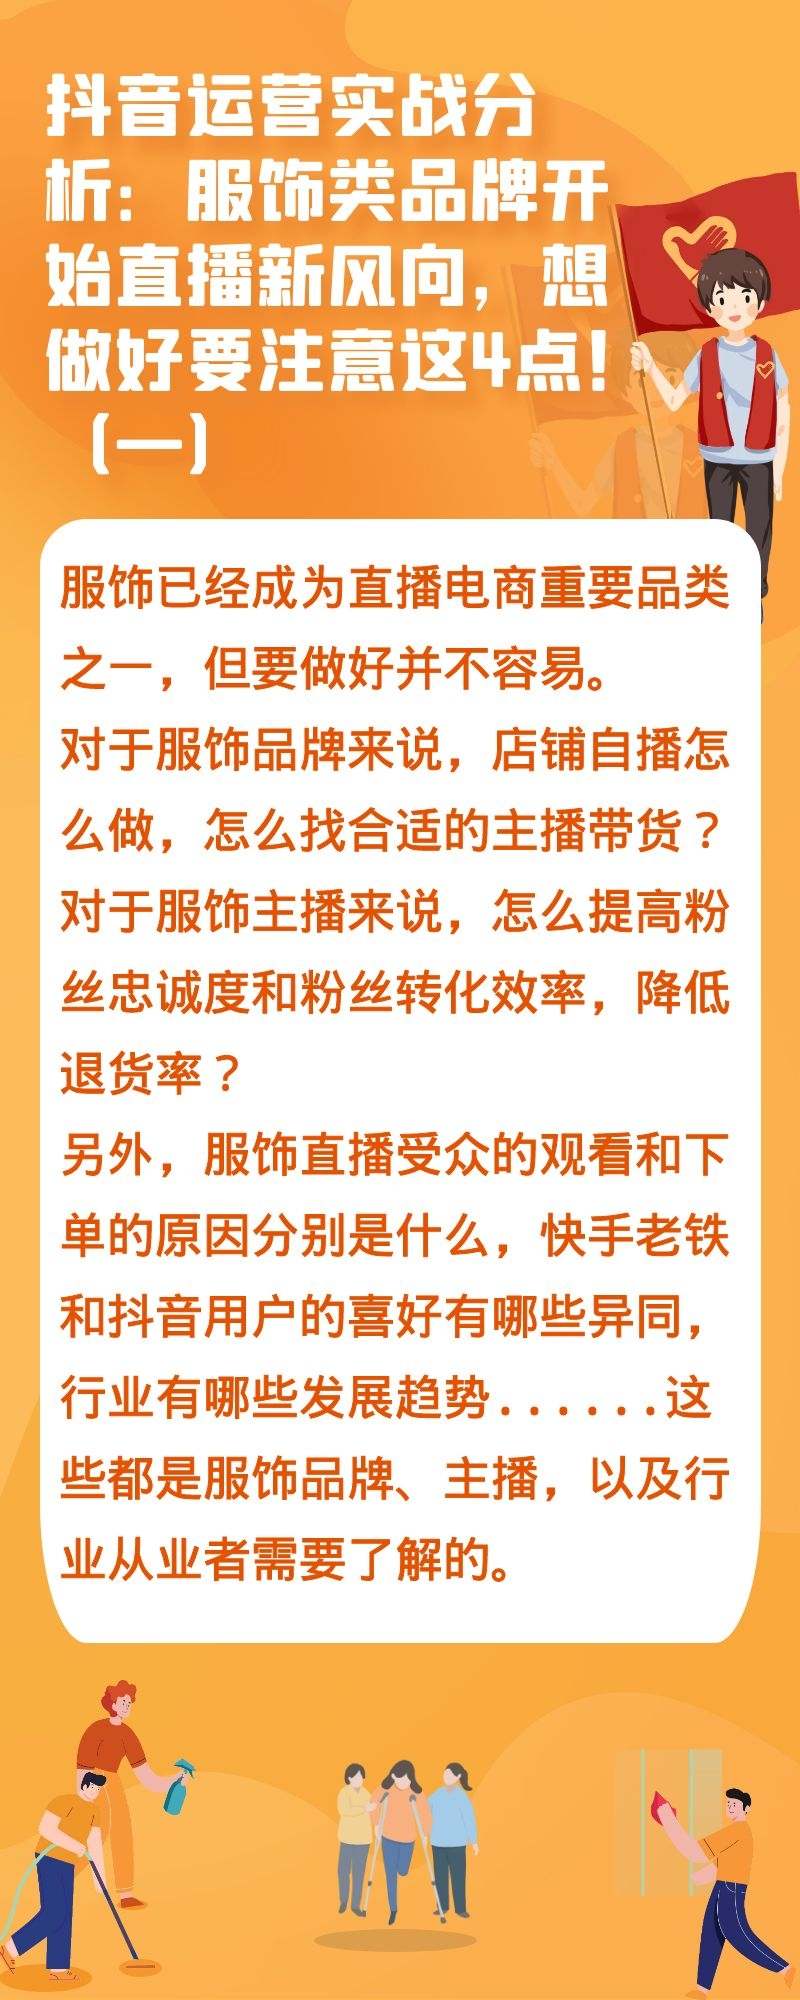 抖音运营实战分
析：服饰类品牌开
始直播新风向，想
做好要注意这4点！
（一）
服饰已经成为直播电商重要品类
之一，但要做好并不容易。
对于服饰品牌来说，店铺自播怎
么做，怎么找合适的主播带货？
对于服饰主播来说，怎么提高粉
丝忠诚度和粉丝转化效率，降低
退货率？
另外，服饰直播受众的观看和下
单的原因分别是什么，快手老铁
和抖音用户的喜好有哪些异同，
行业有哪些发展趋势......这
些都是服饰品牌、主播，以及行
业从业者需要了解的。